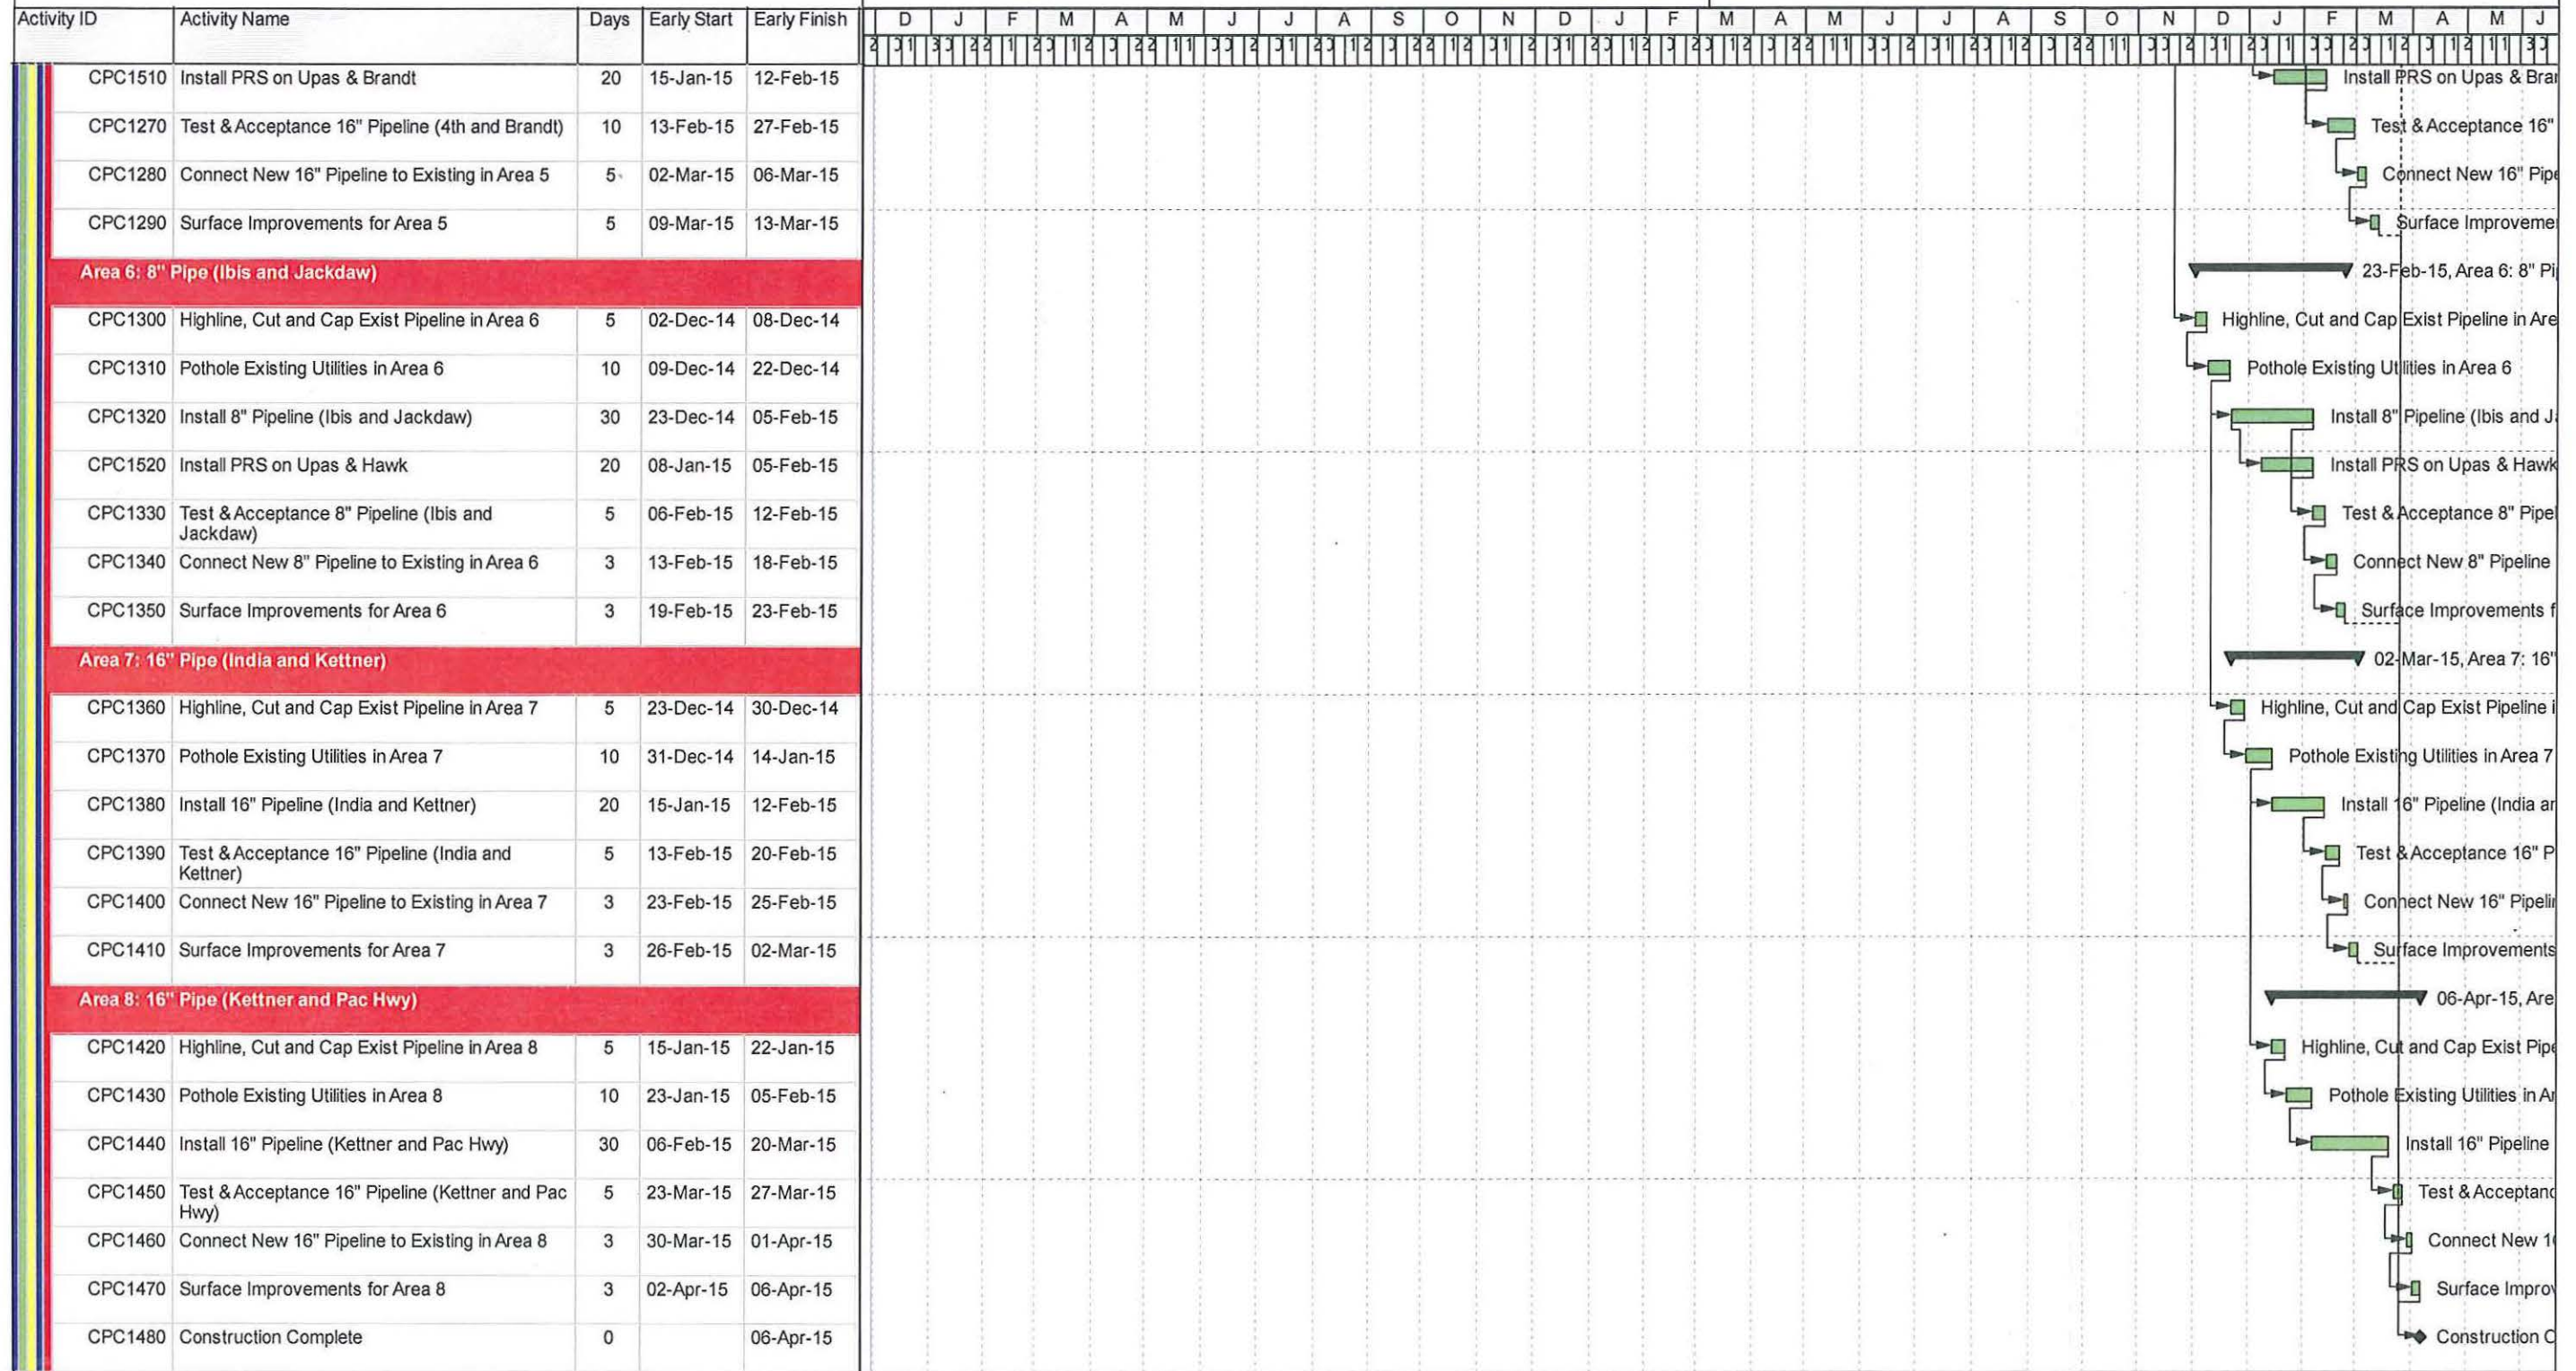 Activity ID Activity Name Days Early Start Early Finish D J F M A M J J A S O N D J F M A M J J A S O N D J F M A M J
CPC1510 Install PRS on Upas & Brandt 20 15-Jan-15 12-Feb-15 Install PRS on Upas & Bra
CPC1270 Test & Acceptance 16" Pipeline (4th and Brandt) 10 13-Feb-15 27-Feb-15 Test & Acceptance 16"
CPC1280 Connect New 16" Pipeline to Existing in Area 5 5 02-Mar-15 06-Mar-15 Connect New 16" Pipe
CPC1290 Surface Improvements for Area 5 5 09-Mar-15 13-Mar-15 Surface Improveme
Area 6: 8" Pipe (Ibis and Jackdaw) 23-Feb-15, Area 6: 8" Pi
CPC1300 Highline, Cut and Cap Exist Pipeline in Area 6 5 02-Dec-14 08-Dec-14 Highline, Cut and Cap Exist Pipeline in Are
CPC1310 Pothole Existing Utilities in Area 6 10 09-Dec-14 22-Dec-14 Pothole Existing Utilities in Area 6
CPC1320 Install 8" Pipeline (Ibis and Jackdaw) 30 23-Dec-14 05-Feb-15 Install 8" Pipeline (Ibis and J
CPC1520 Install PRS on Upas & Hawk 20 08-Jan-15 05-Feb-15 Install PRS on Upas & Hawk
CPC1330 Test & Acceptance 8" Pipeline (Ibis and
Jackdaw) 5 06-Feb-15 12-Feb-15 Test & Acceptance 8" Pipe
CPC1340 Connect New 8" Pipeline to Existing in Area 6 3 13-Feb-15 18-Feb-15 Connect New 8" Pipeline
CPC1350 Surface Improvements for Area 6 3 19-Feb-15 23-Feb-15 Surface Improvements f
Area 7: 16" Pipe (India and Kettner) 02-Mar-15, Area 7: 16"
CPC1360 Highline, Cut and Cap Exist Pipeline in Area 7 5 23-Dec-14 30-Dec-14 Highline, Cut and Cap Exist Pipeline i
CPC1370 Pothole Existing Utilities in Area 7 10 31-Dec-14 14-Jan-15 Pothole Existing Utilities in Area 7
CPC1380 Install 16" Pipeline (India and Kettner) 20 15-Jan-15 12-Feb-15 Install 16" Pipeline (India ar
CPC1390 Test & Acceptance 16" Pipeline (India and
Kettner) 5 13-Feb-15 20-Feb-15 Test & Acceptance 16" P
CPC1400 Connect New 16" Pipeline to Existing in Area 7 3 23-Feb-15 25-Feb-15 Connect New 16" Pipelin
CPC1410 Surface Improvements for Area 7 3 26-Feb-15 02-Mar-15 Surface Improvements
Area 8: 16" Pipe (Kettner and Pac Hwy) 06-Apr-15, Are
CPC1420 Highline, Cut and Cap Exist Pipeline in Area 8 5 15-Jan-15 22-Jan-15 Highline, Cut and Cap Exist Pipe
CPC1430 Pothole Existing Utilities in Area 8 10 23-Jan-15 05-Feb-15 Pothole Existing Utilities in Ar
CPC1440 Install 16" Pipeline (Kettner and Pac Hwy) 30 06-Feb-15 20-Mar-15 Install 16" Pipeline
CPC1450 Test & Acceptance 16" Pipeline (Kettner and Pac
Hwy) 5 23-Mar-15 27-Mar-15 Test & Acceptanc
CPC1460 Connect New 16" Pipeline to Existing in Area 8 3 30-Mar-15 01-Apr-15 Connect New 1
CPC1470 Surface Improvements for Area 8 3 02-Apr-15 06-Apr-15 Surface Improv
CPC1480 Construction Complete 0 06-Apr-15 Construction C